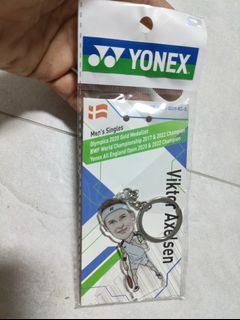 YONEX
Men's Singles
Olympics 2020 Gold Medalist
BWF World Championship 2017 & 2022 Champion
Yonex All England Open 2020 & 2022 Champion
Viktor Axelsen